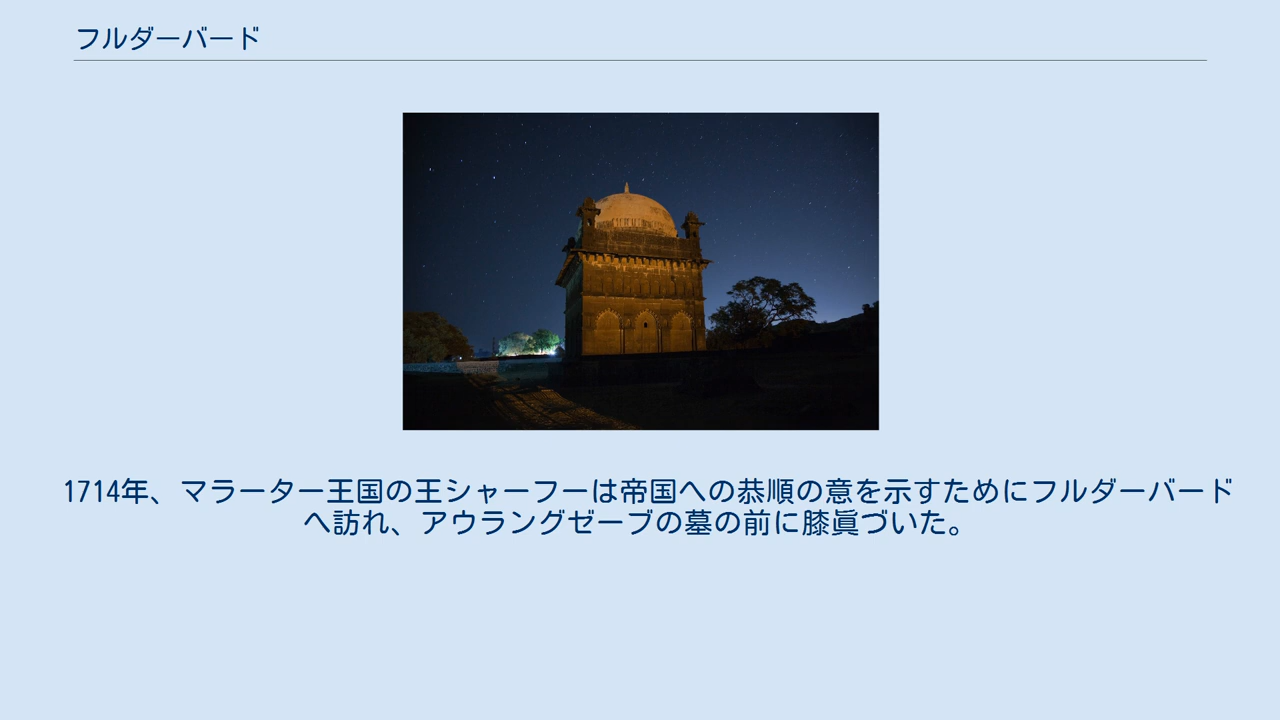 フルダーバード
1714年、マラーター王国の王シャーフーは帝国への恭順の意を示すためにフルダーバード
へ訪れ、アウラングゼーブの墓の前に膝眞づいた。